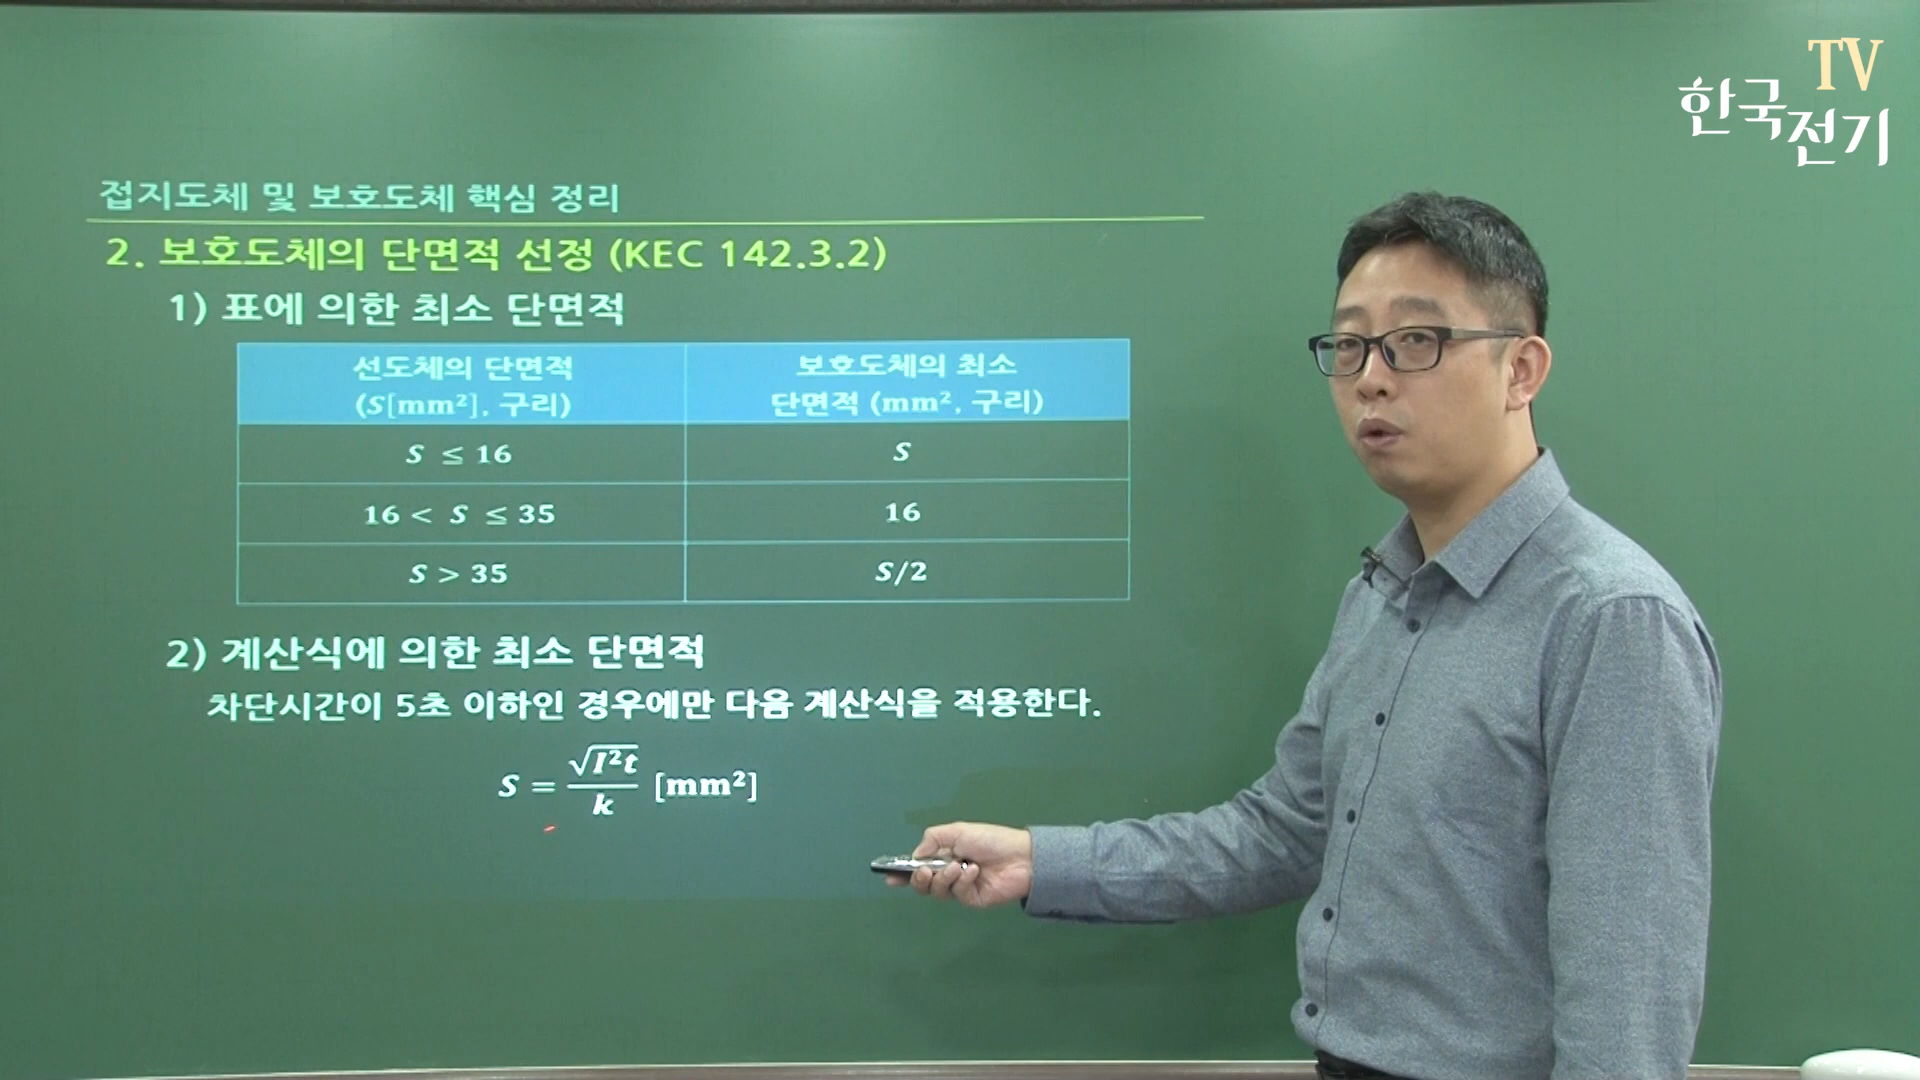 TV
한국
전기
접지도체 및 보호도체 핵심 정리
2. 보호도체의 단면적 선정 (KEC 142.3.2)
1) 표에 의한 최소 단면적
선도체의 단면적
(S[mm²], 구리)
보호도체의 최소
단면적 (mm², 구리)
S ≤ 16
S
16 < S ≤ 35
16
S > 35
S/2
2) 계산식에 의한 최소 단면적
차단시간이 5초 이하인 경우에만 다음 계산식을 적용한다.
S = √I²t / k [mm²]